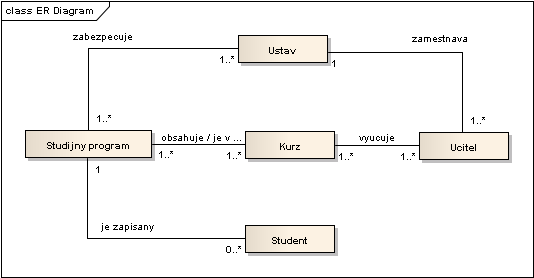 class ER Diagram
zabezpecuje
Ustav
zamestnava
1..*
1
1..*
1..*
Studijny program
obsahuje / je v ...
Kurz
vyucuje
Ucitel
1..*
1..*
1..*
1..*
1
je zapisany
Student
0..*